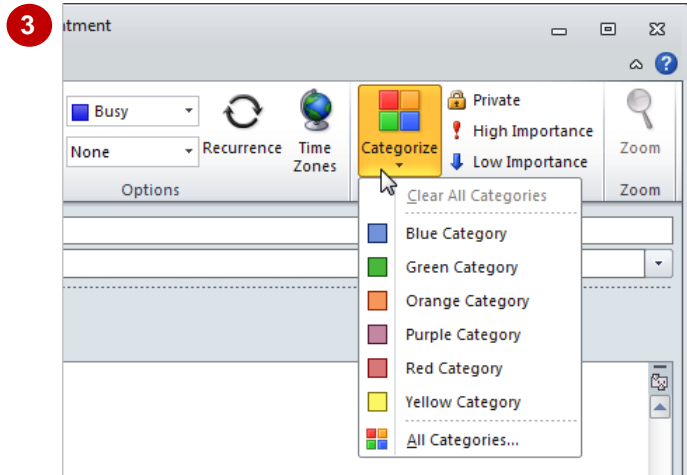 3
ntment
?
Busy
None
Recurrence
Time
Zones
Options
Categorize
Private
High Importance
Low Importance
Zoom
Zoom
Clear All Categories
Blue Category
Green Category
Orange Category
Purple Category
Red Category
Yellow Category
All Categories...